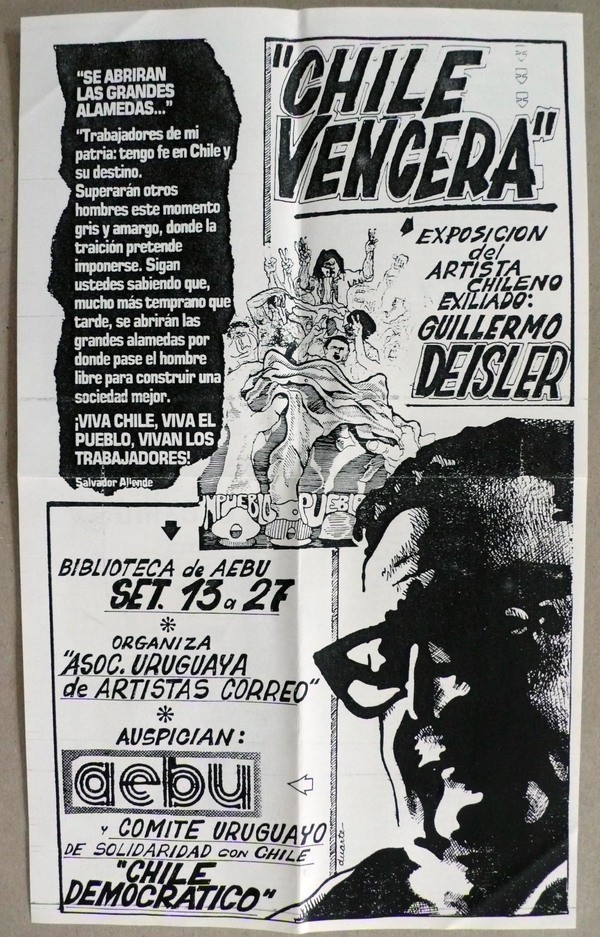 "SE ABRIRAN
LAS GRANDES
ALAMEDAS..."
"Trabajadores de mi
patria: tengo fe en Chile y
su destino.
Superarán otros
hombres este momento
gris y amargo, donde la
traición pretende
imponerse. Sigan
ustedes sabiendo que,
mucho más temprano que
tarde, se abrirán las
grandes alamedas por
donde pase el hombre
libre para construir una
sociedad mejor.
¡VIVA CHILE, VIVA EL
PUEBLO, VIVAN LOS
TRABAJADORES!
Salvador Allende
"CHILE
VENCERA"
EXPOSICION
del
ARTISTA
CHILENO
EXILIADO:
GUILLERMO
DEISLER
PUEBLO
BIBLIOTECA de AEBU
SET. 13 a 27
*
ORGANIZA
"ASOC. URUGUAYA
de ARTISTAS CORREO"
*
AUSPICIAN:
aebu
Y COMITE URUGUAYO
DE SOLIDARIDAD CON CHILE
"CHILE
DEMOCRATICO"
duarte